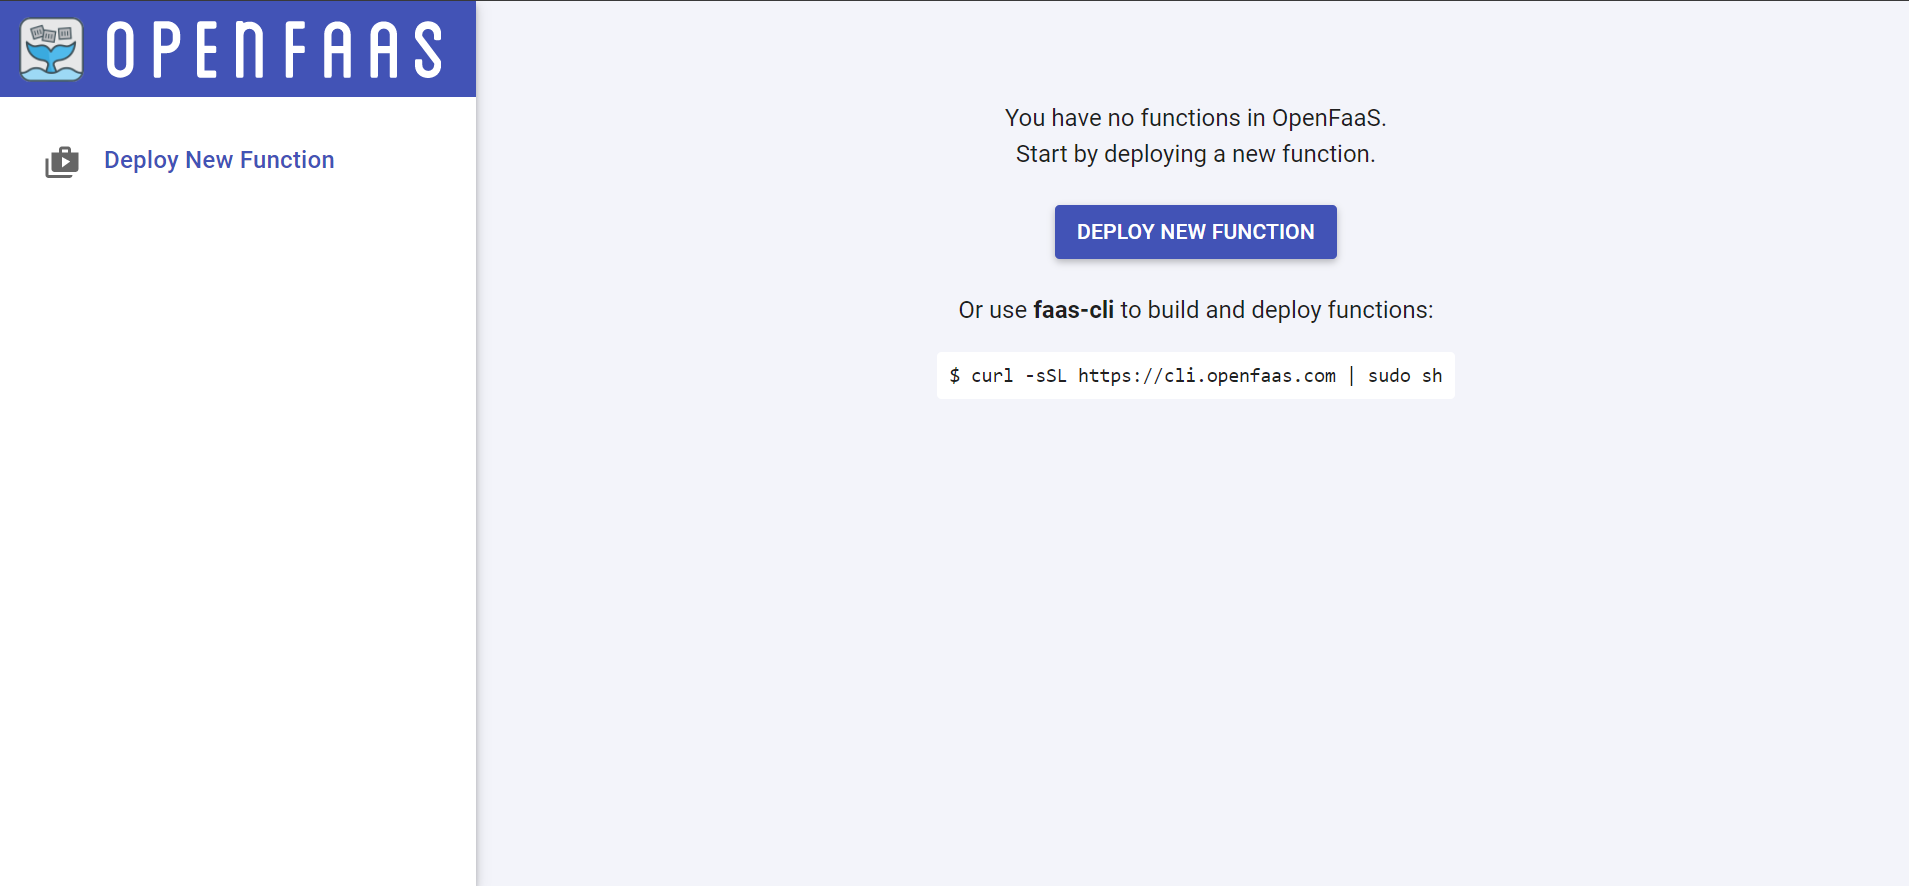 OPENFAAS
Deploy New Function
You have no functions in OpenFaaS.
Start by deploying a new function.
DEPLOY NEW FUNCTION
Or use faas-cli to build and deploy functions:
$ curl -sSL https://cli.openfaas.com | sudo sh